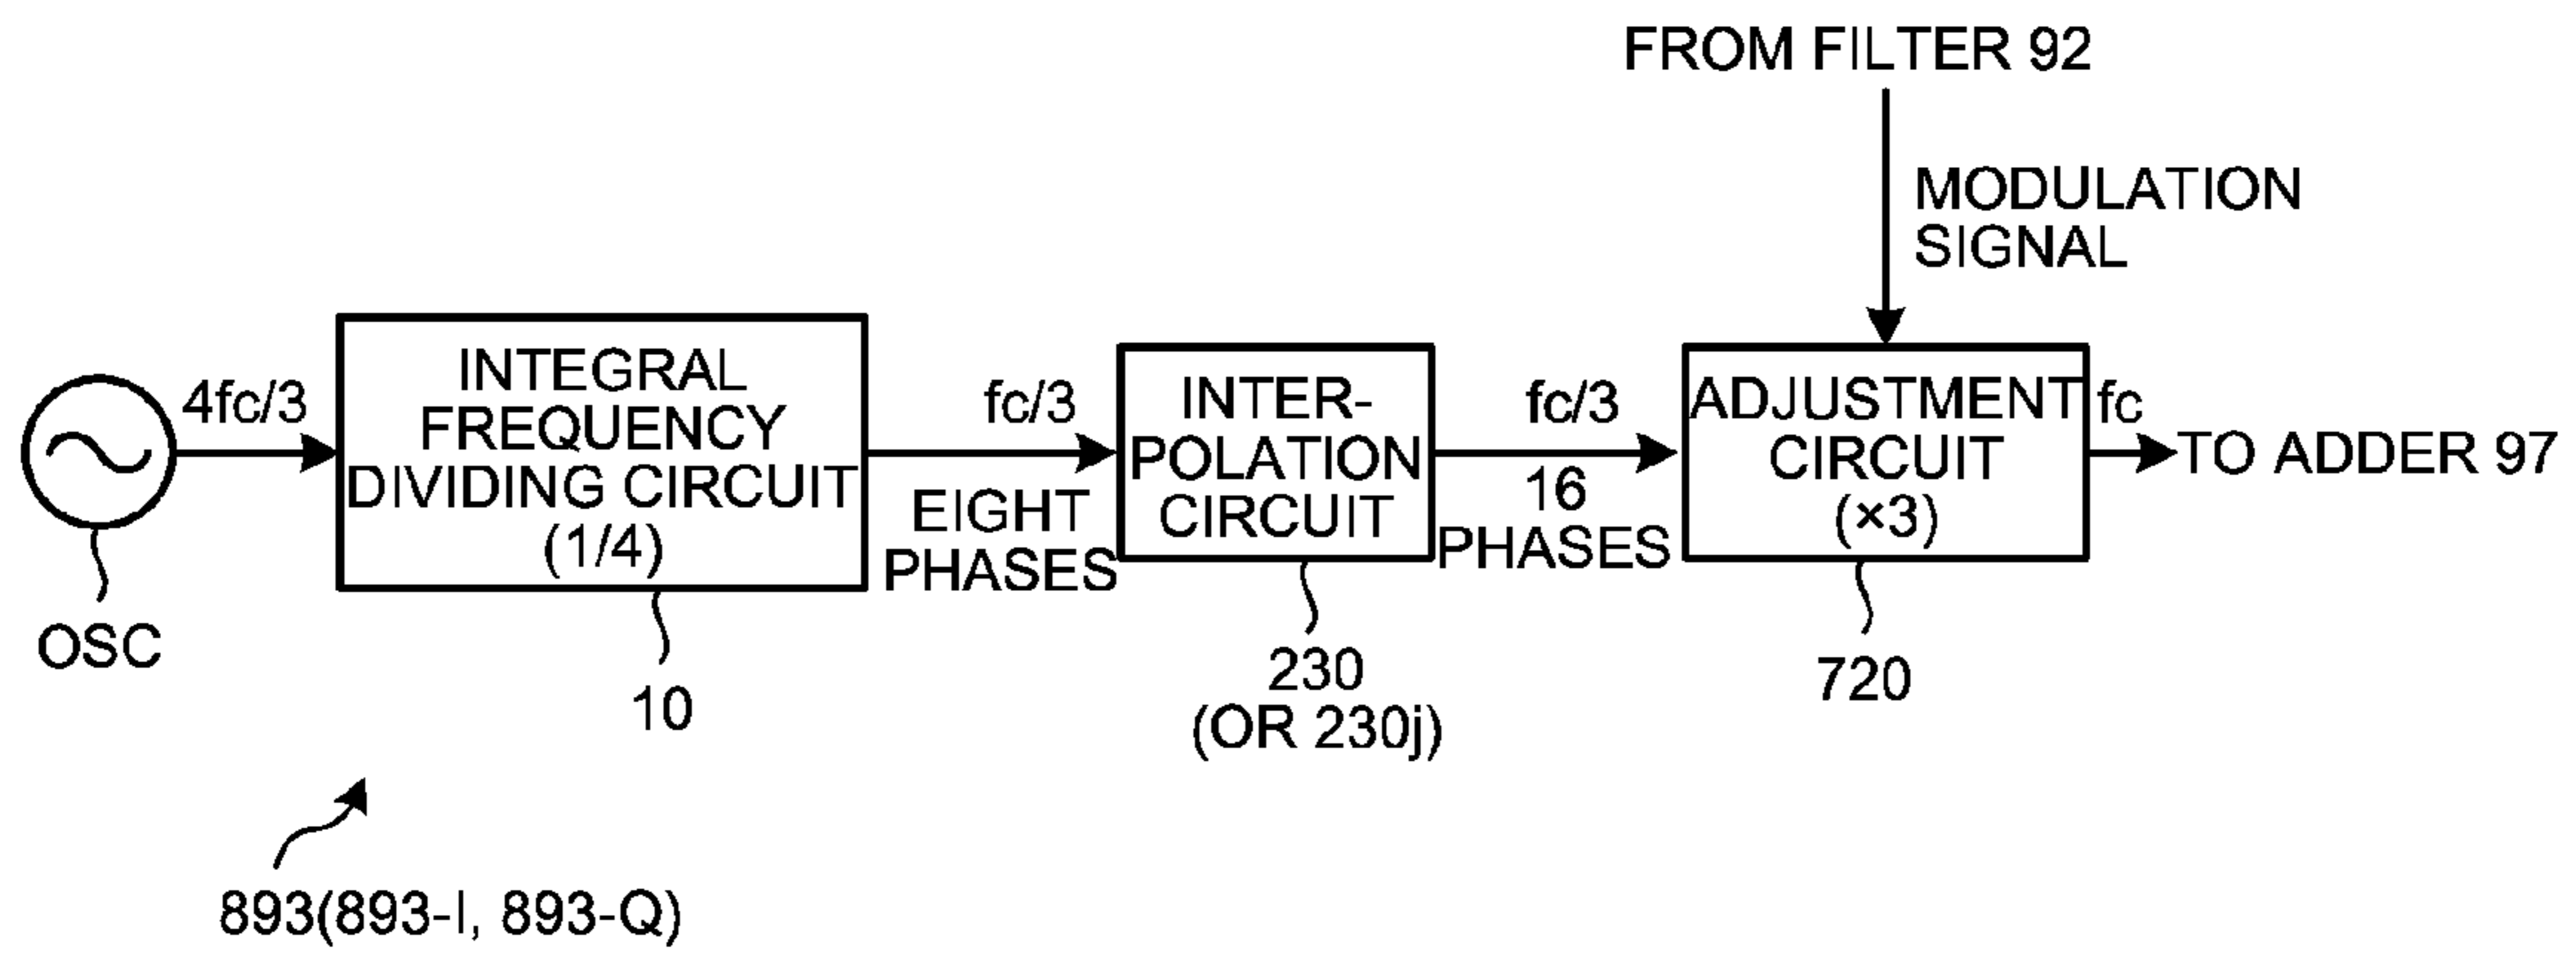 FROM FILTER 92
MODULATION
SIGNAL
OSC
4fc/3
INTEGRAL
FREQUENCY
DIVIDING CIRCUIT
(1/4)
10
fc/3
EIGHT
PHASES
INTER-
POLATION
CIRCUIT
230
(OR 230j)
fc/3
16
PHASES
ADJUSTMENT
CIRCUIT
(×3)
720
fc
TO ADDER 97
893(893-I, 893-Q)